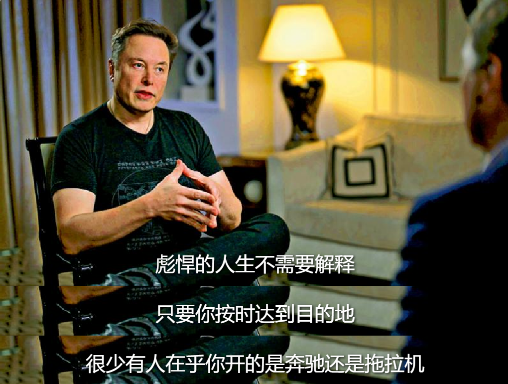 彪悍的人生不需要解释
只要你按时达到目的地
很少有人在乎你开的是奔驰还是拖拉机